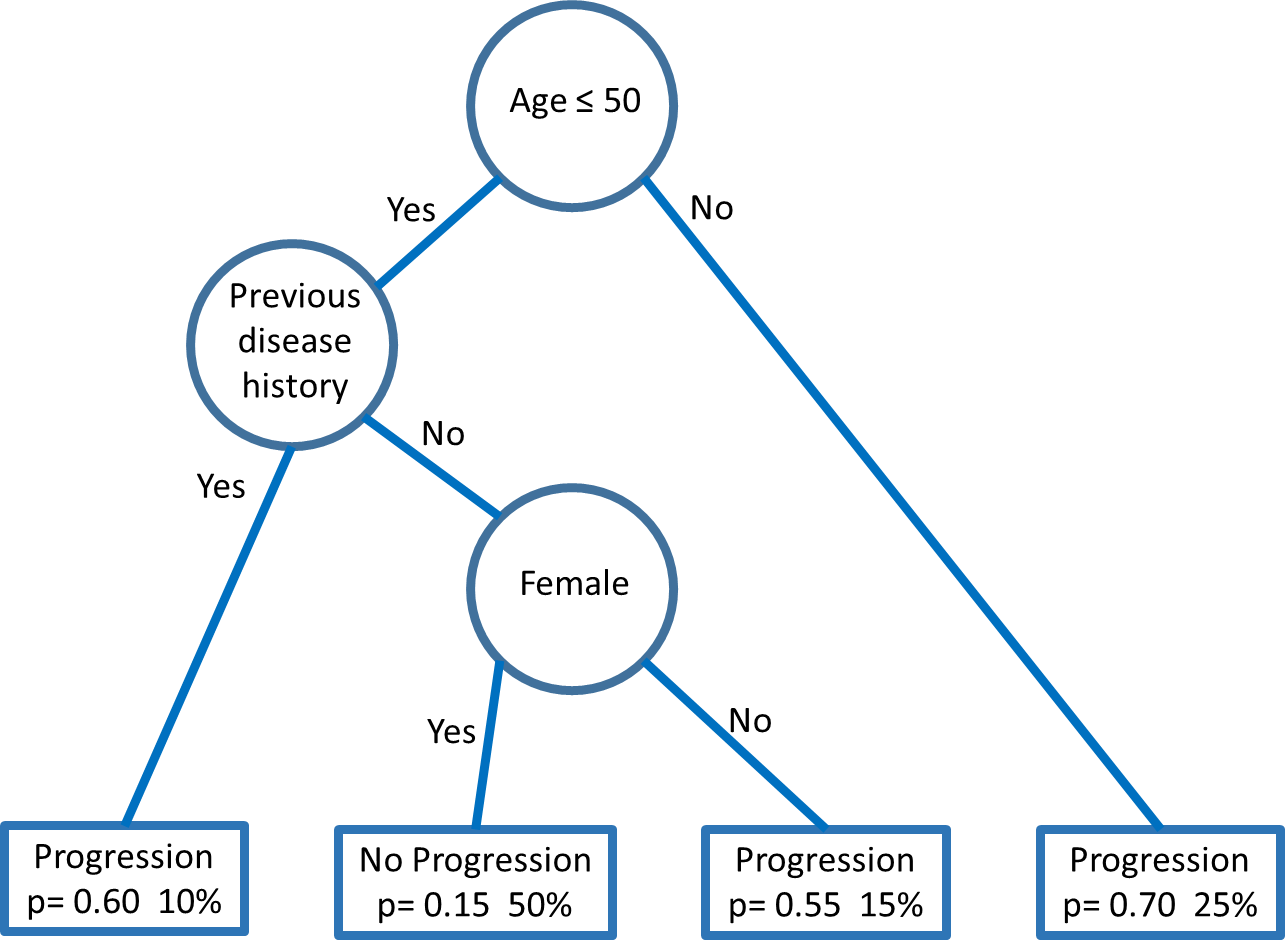 Age ≤ 50
Yes
No
Previous
disease
history
No
Yes
Female
Yes
No
Progression
p= 0.60  10%
No Progression
p= 0.15  50%
Progression
p= 0.55  15%
Progression
p= 0.70  25%